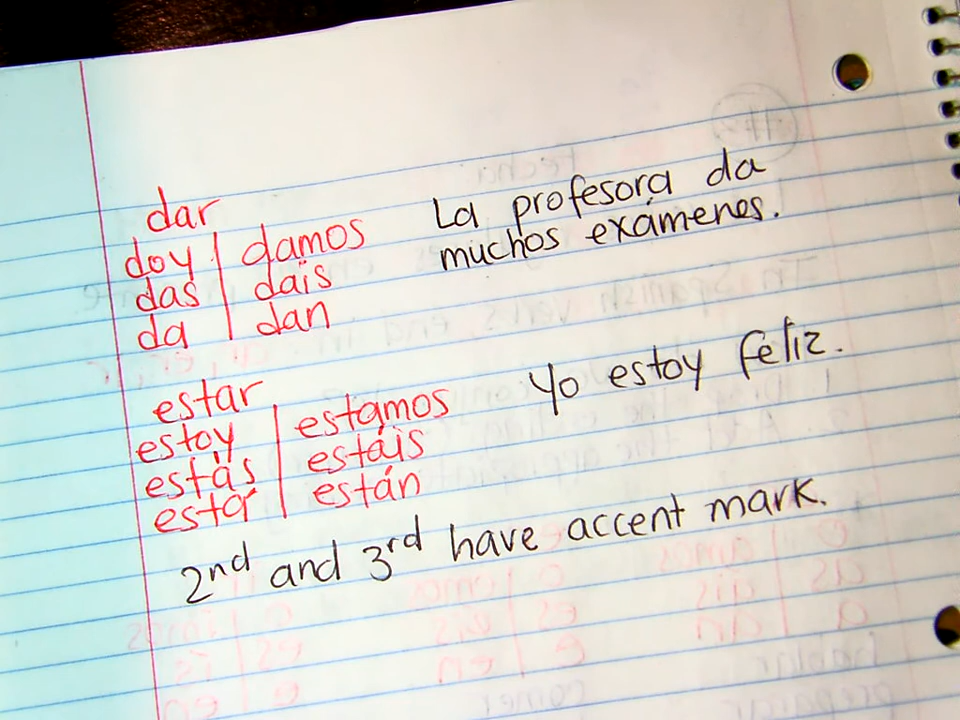 dar
doy | damos
das | dais
da | dan
La profesora da
muchos exámenes.
estar
estoy | estamos
estás | estáis
está | están
Yo estoy feliz.
2nd and 3rd have accent mark.